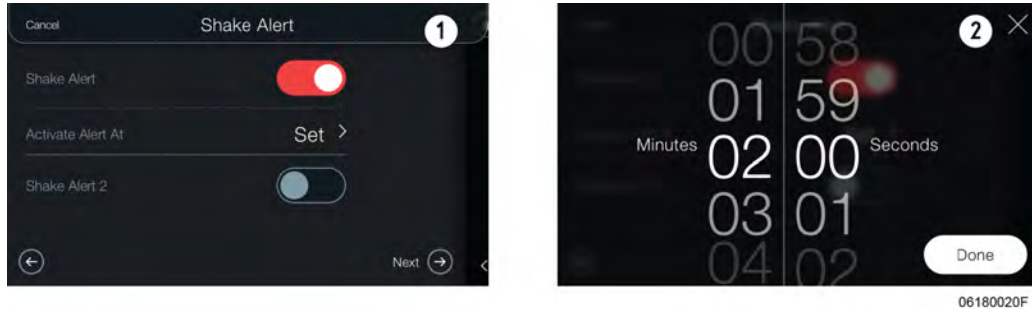 Cancel Shake Alert 1
Shake Alert
Activate Alert At Set >
Shake Alert 2
Next
2
00 58
01 59
Minutes 02 00 Seconds
03 01
04 02
Done
06180020F